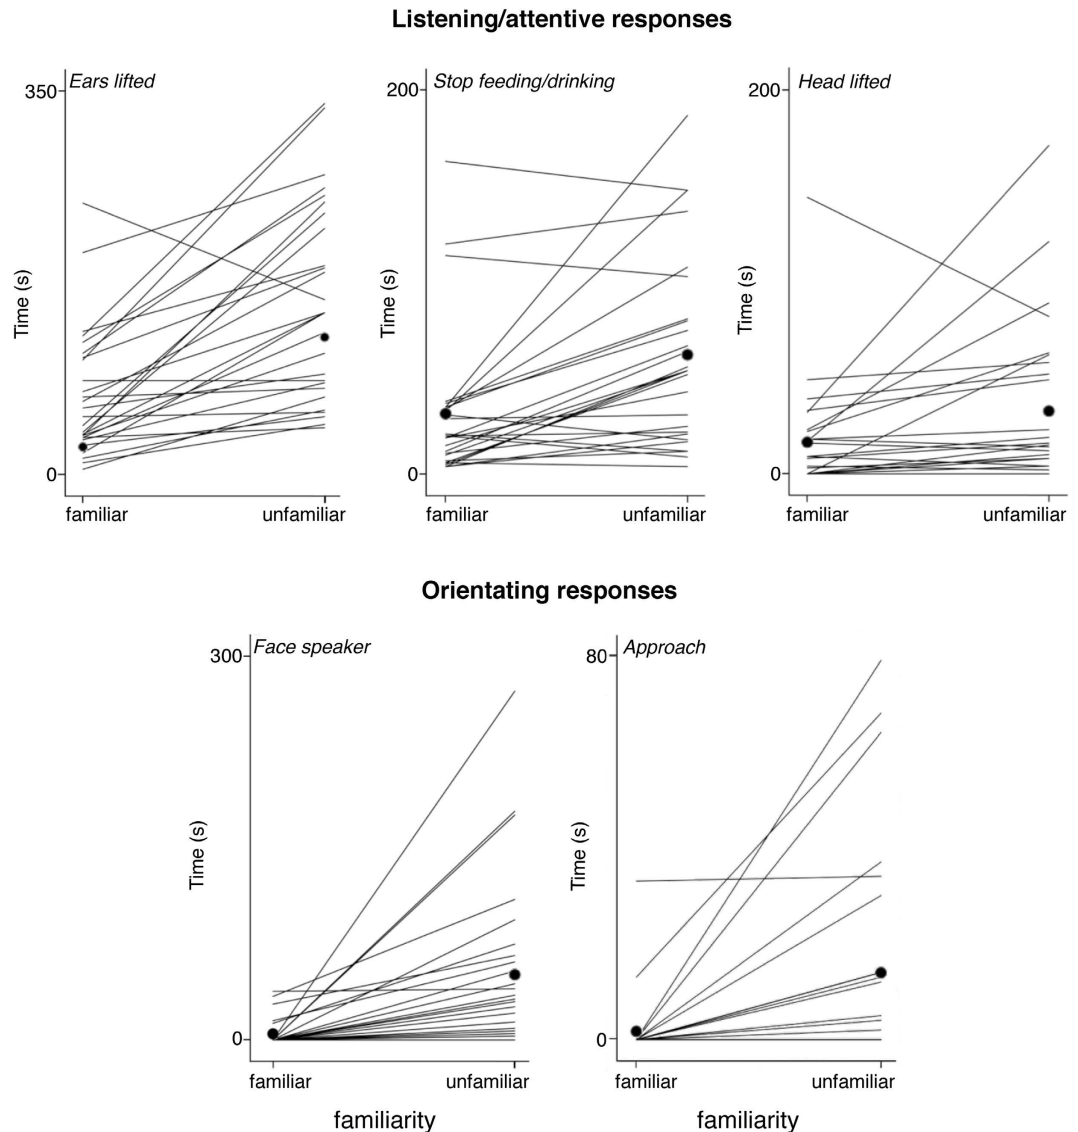 Listening/attentive responses
Ears lifted
350
Time (s)
0
familiar unfamiliar
Stop feeding/drinking
200
Time (s)
0
familiar unfamiliar
Head lifted
200
Time (s)
0
familiar unfamiliar
Orientating responses
Face speaker
300
Time (s)
0
familiar unfamiliar
familiarity
Approach
80
Time (s)
0
familiar unfamiliar
familiarity